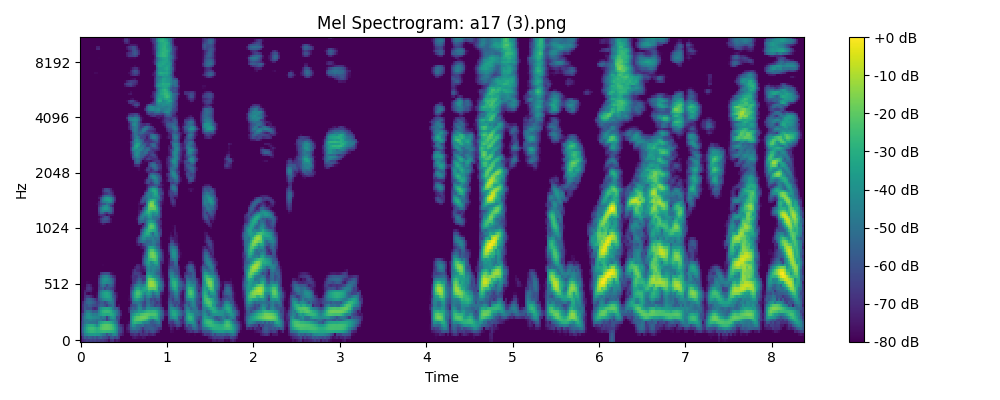 Mel Spectrogram: a17 (3).png
Hz
8192
4096
2048
1024
512
0
0 1 2 4 5 6 7 8
Time
+0 dB
-10 dB
-20 dB
-30 dB
-40 dB
-50 dB
-60 dB
-70 dB
-80 dB